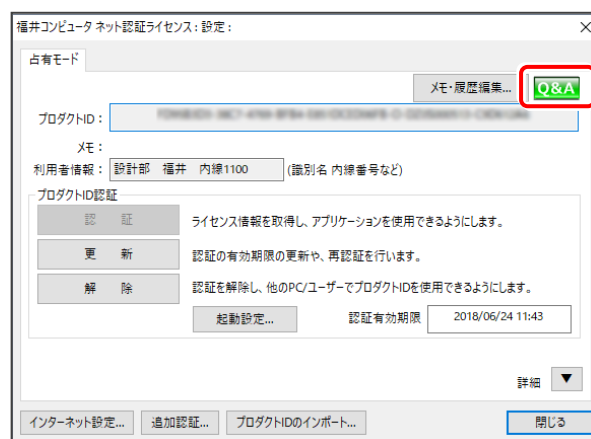 福井コンピュータ ネット認証ライセンス : 設定 :
占有モード
メモ・履歴編集...
Q&A
プロダクトID :
メモ :
利用者情報 : 設計部 福井 内線1100 (識別名 内線番号など)
プロダクトID認証
認 証 ライセンス情報を取得し、アプリケーションを使用できるようにします。
更 新 認証の有効期限の更新や、再認証を行います。
解 除 認証を解除し、他のPC/ユーザーでプロダクトIDを使用できるようにします。
起動設定... 認証有効期限 2018/06/24 11:43
詳細 ▼
インターネット設定... 追加認証... プロダクトIDのインポート... 閉じる